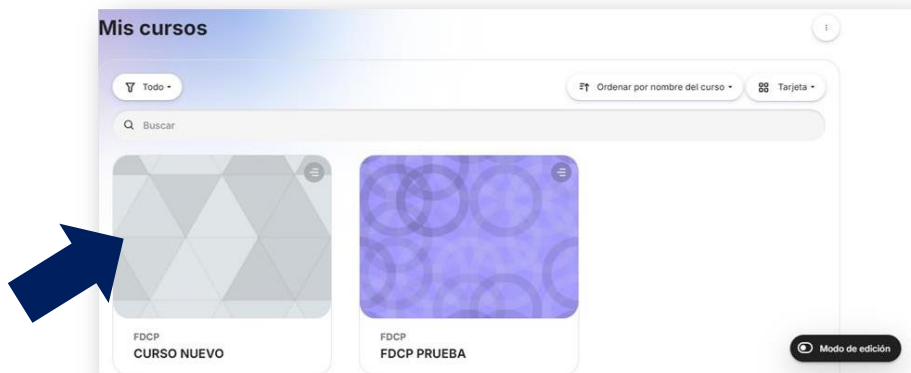 Mis cursos
Todo
Ordenar por nombre del curso
Tarjeta
Buscar
FDCP
CURSO NUEVO
FDCP
FDCP PRUEBA
Modo de edición